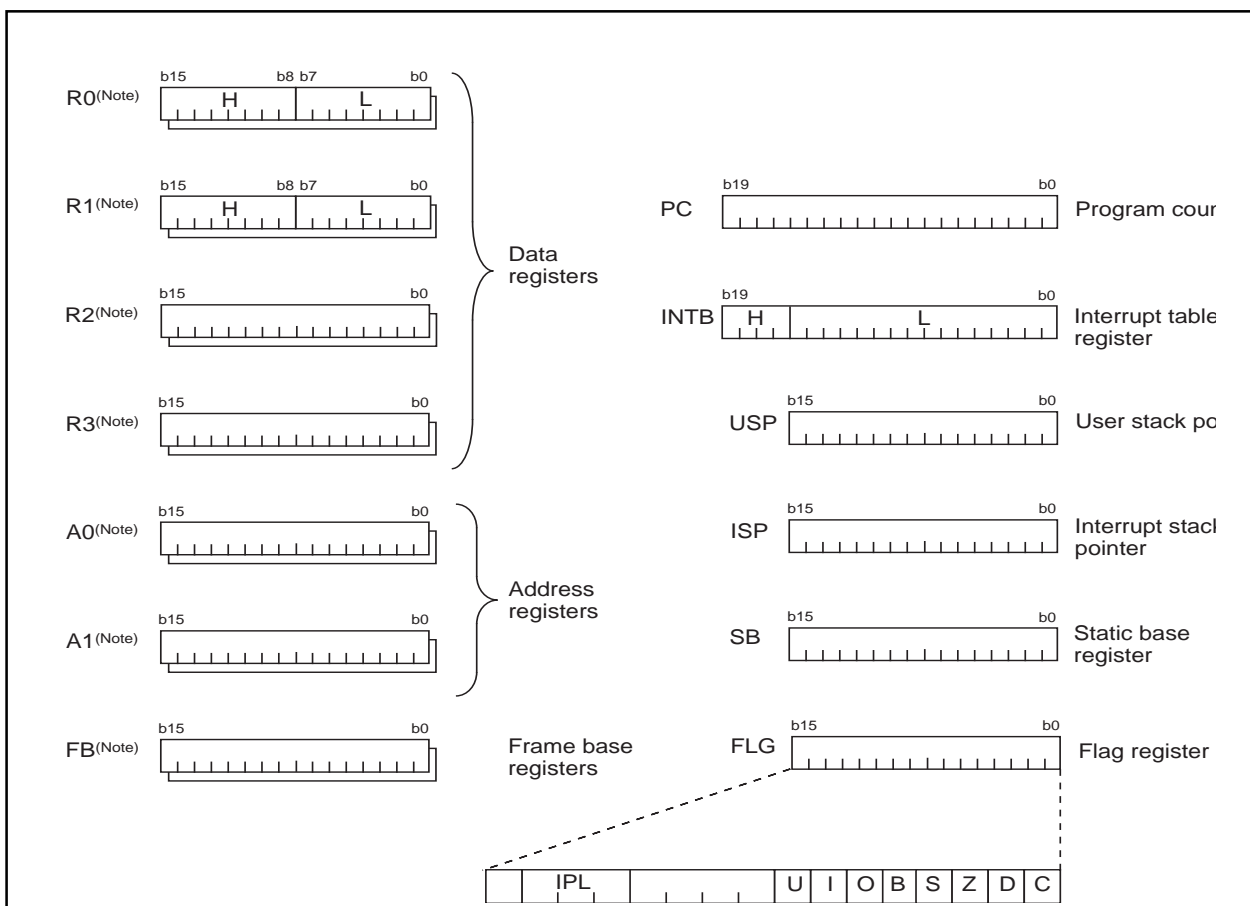 b15 b8 b7 b0
R0(Note) H L
b15 b8 b7 b0
R1(Note) H L
b15 b0
R2(Note)
b15 b0
R3(Note)
Data
registers
b15 b0
A0(Note)
b15 b0
A1(Note)
Address
registers
b15 b0
FB(Note)
Frame base
registers
b19 b0
PC Program
b19 b0
INTB H L Interrupt table
register
b15 b0
USP User stack
b15 b0
ISP Interrupt
pointer
b15 b0
SB Static base
register
b15 b0
FLG Flag register
IPL U I O B S Z D C